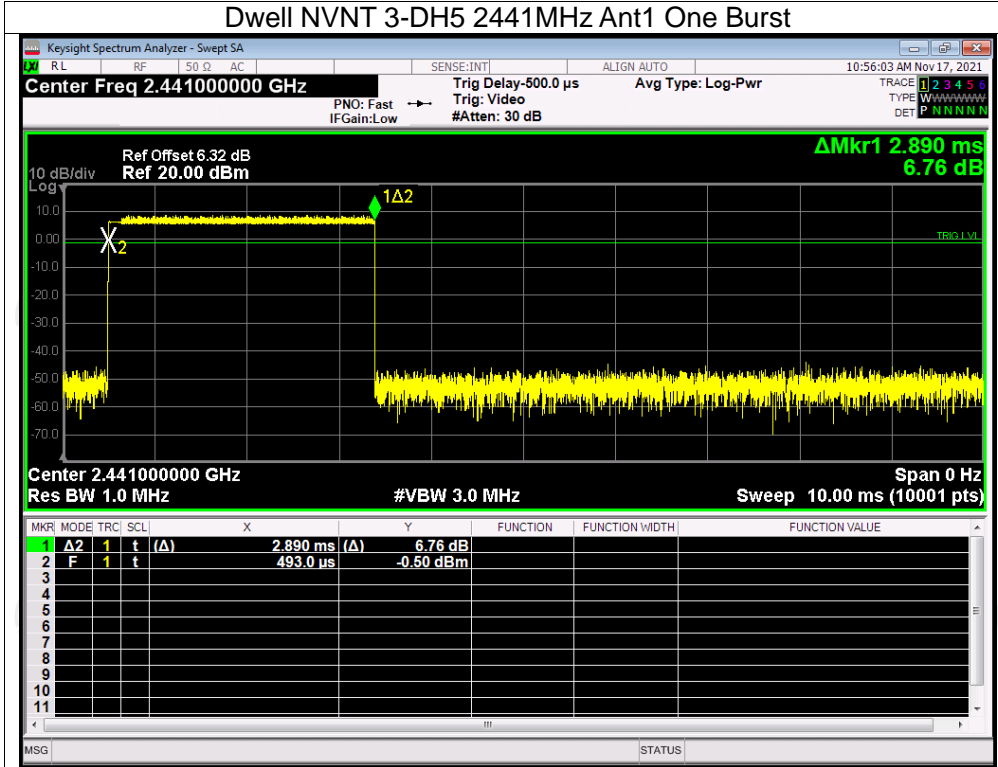 Dwell NVNT 3-DH5 2441MHz Ant1 One Burst
Keysight Spectrum Analyzer - Swept SA
LXI RL RF 50 Ω AC SENSE:INT ALIGN AUTO 10:56:03 AM Nov 17, 2021
Center Freq 2.441000000 GHz
PNO: Fast
IFGain:Low
Trig Delay-500.0 µs
Trig: Video
#Atten: 30 dB
Avg Type: Log-Pwr
TRACE 1 2 3 4 5 6
TYPE WWWWWW
DET P N N N N N
ΔMkr1 2.890 ms
6.76 dB
Ref Offset 6.32 dB
10 dB/div Ref 20.00 dBm
Log
1Δ2
10.0
0.00
X2
TRIG LVL
-10.0
-20.0
-30.0
-40.0
-50.0
-60.0
-70.0
Center 2.441000000 GHz Span 0 Hz
Res BW 1.0 MHz #VBW 3.0 MHz Sweep 10.00 ms (10001 pts)
MKR MODE TRC SCL X Y FUNCTION FUNCTION WIDTH FUNCTION VALUE
1 Δ2 1 t (Δ) 2.890 ms (Δ) 6.76 dB
2 F 1 t 493.0 µs -0.50 dBm
3
4
5
6
7
8
9
10
11
MSG STATUS